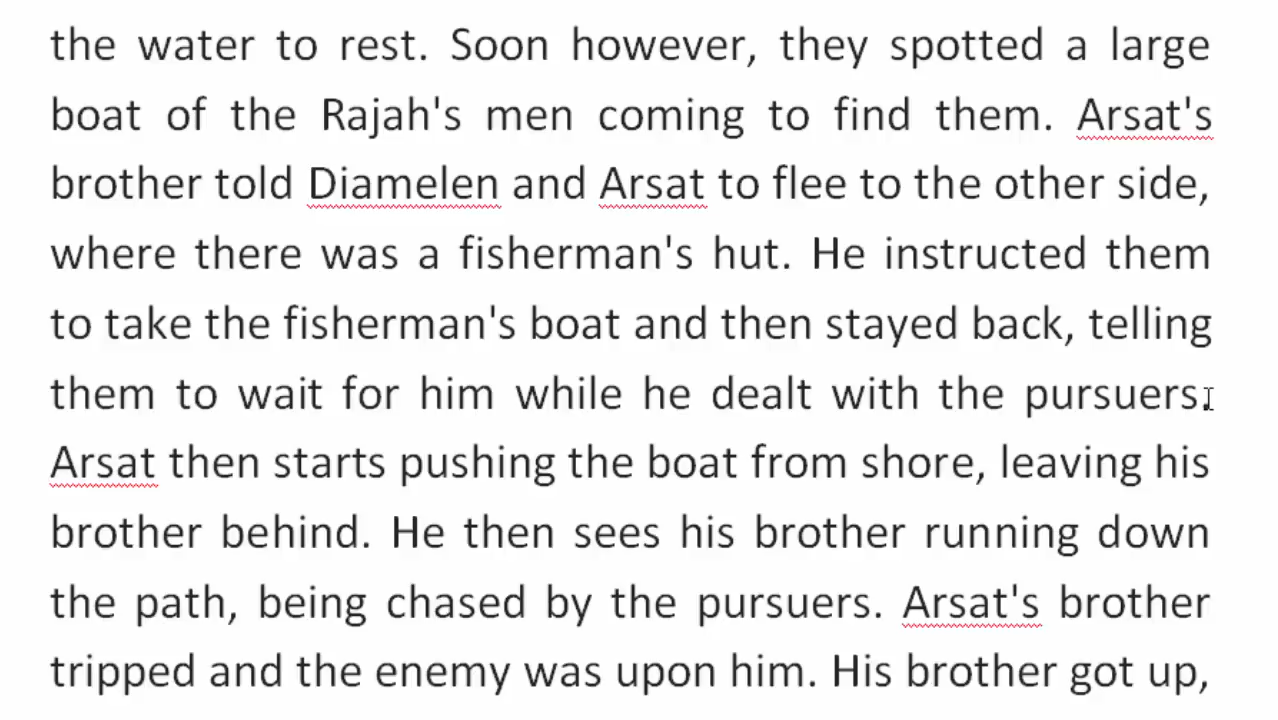 the water to rest. Soon however, they spotted a large
boat of the Rajah's men coming to find them. Arsat's
brother told Diamelen and Arsat to flee to the other side,
where there was a fisherman's hut. He instructed them
to take the fisherman's boat and then stayed back, telling
them to wait for him while he dealt with the pursuers.
Arsat then starts pushing the boat from shore, leaving his
brother behind. He then sees his brother running down
the path, being chased by the pursuers. Arsat's brother
tripped and the enemy was upon him. His brother got up,